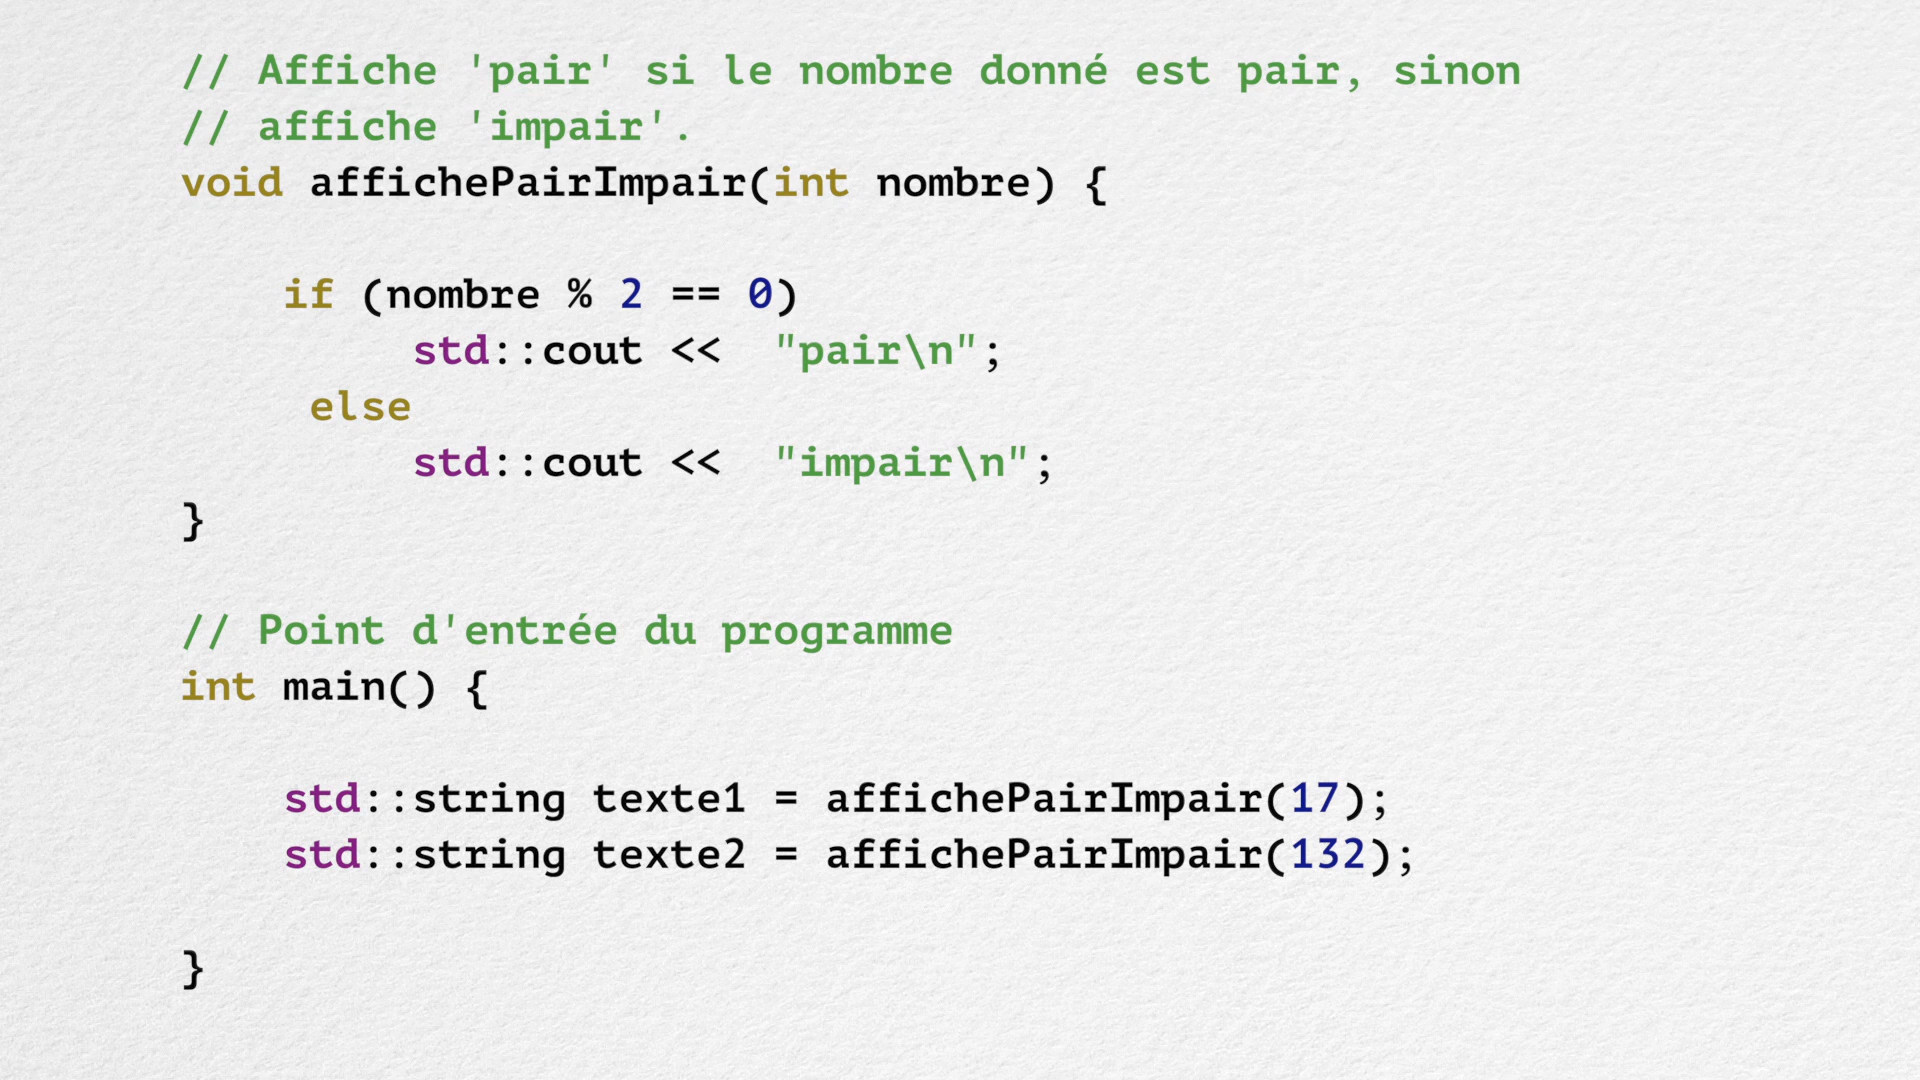 // Affiche 'pair' si le nombre donné est pair, sinon
// affiche 'impair'.
void affichePairImpair(int nombre) {
if (nombre % 2 == 0)
std::cout <<  "pair\n";
else
std::cout <<  "impair\n";
}
// Point d'entrée du programme
int main() {
std::string texte1 = affichePairImpair(17);
std::string texte2 = affichePairImpair(132);
}